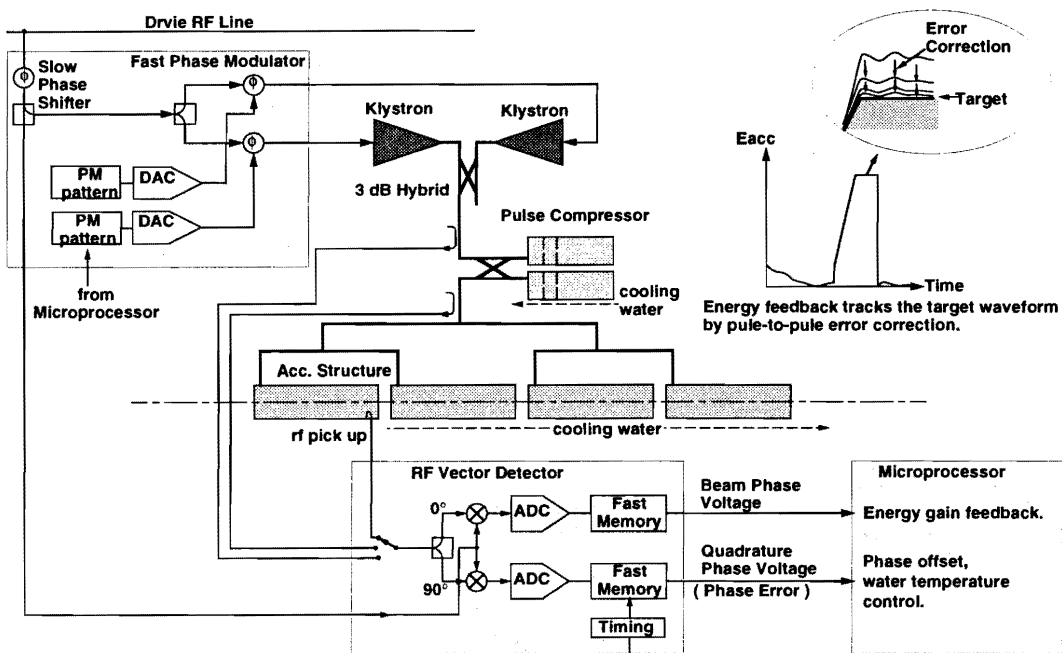 Drvie RF Line
Fast Phase Modulator
Slow
Phase
Shifter
Φ
Φ
Φ
Klystron
Klystron
PM
pattern
DAC
PM
pattern
DAC
3 dB Hybrid
Pulse Compressor
from
Microprocessor
cooling
water
Error
Correction
Target
Eacc
Time
Energy feedback tracks the target waveform
by pule-to-pule error correction.
Acc. Structure
rf pick up
cooling water
RF Vector Detector
0°
90°
ADC
Fast
Memory
ADC
Fast
Memory
Timing
Beam Phase
Voltage
Quadrature
Phase Voltage
( Phase Error )
Microprocessor
Energy gain feedback.
Phase offset,
water temperature
control.